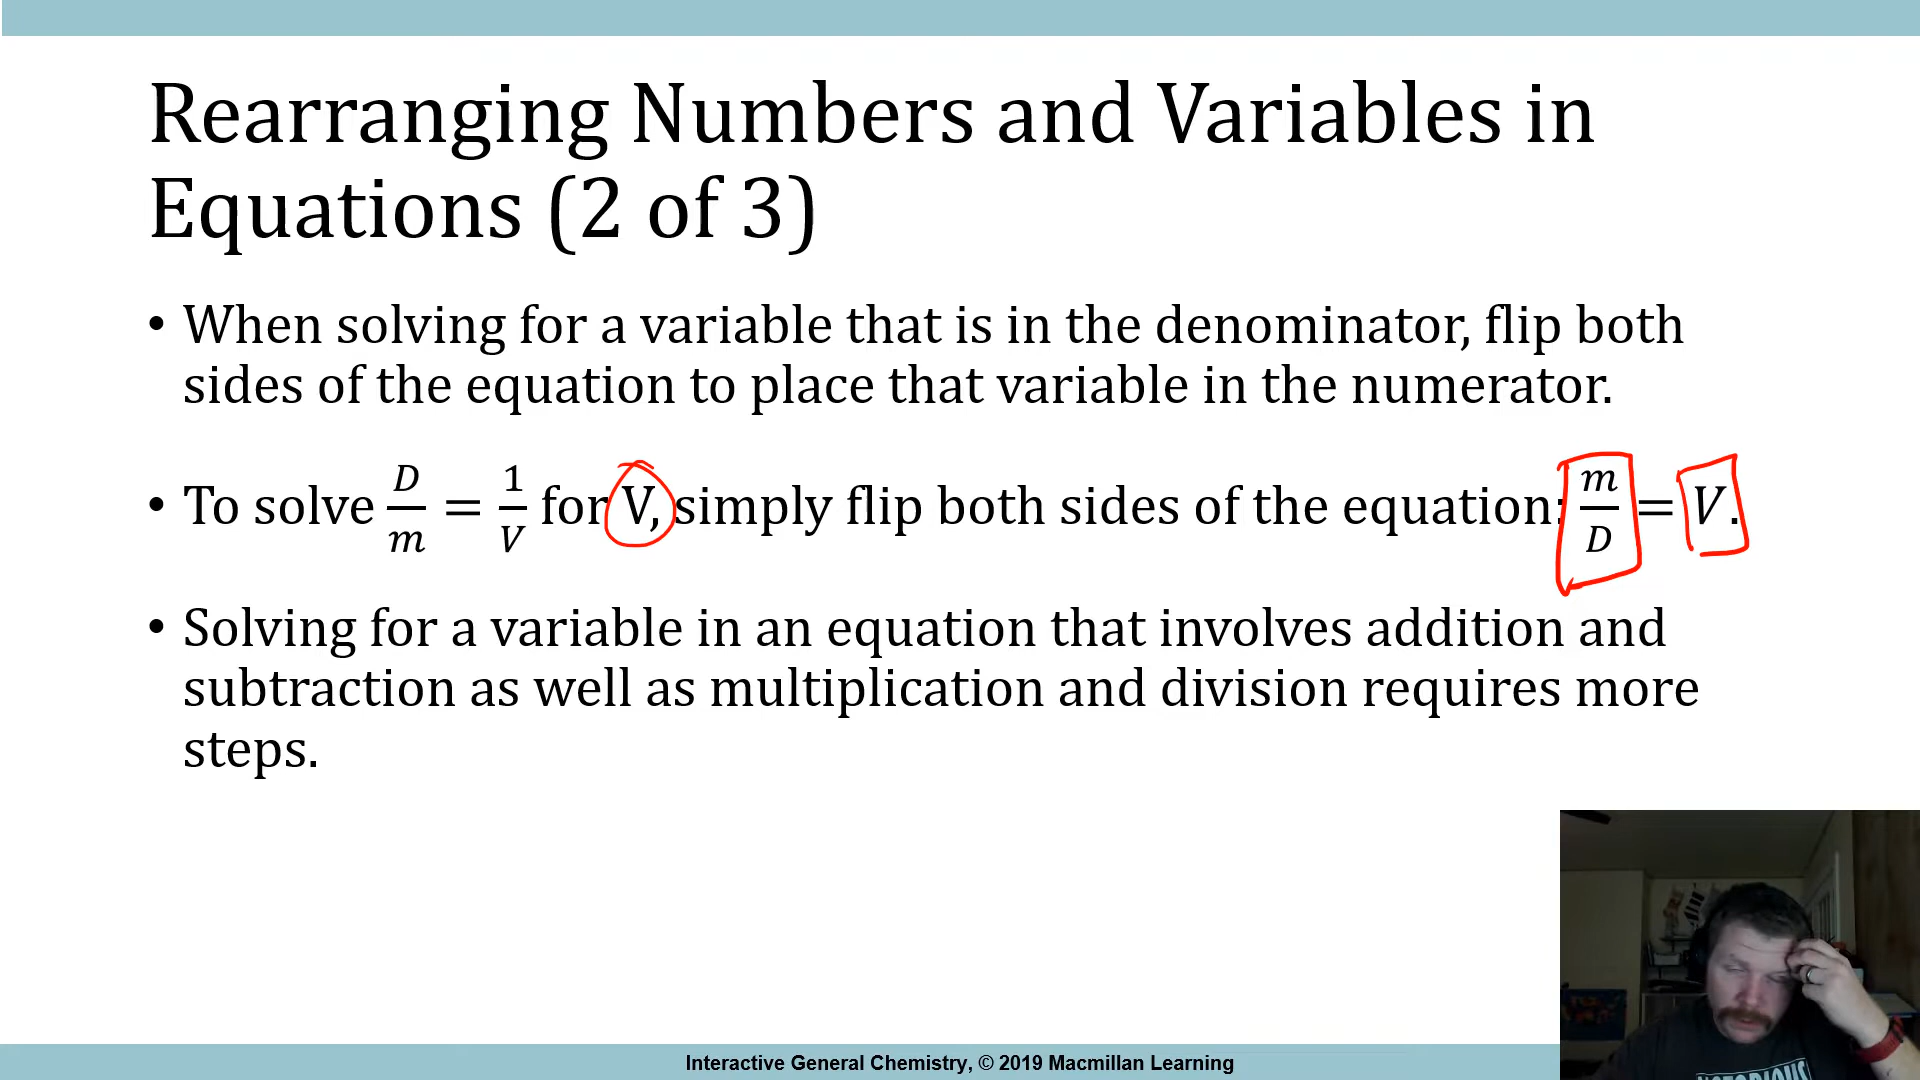 Rearranging Numbers and Variables in
Equations (2 of 3)
• When solving for a variable that is in the denominator, flip both
sides of the equation to place that variable in the numerator.
• To solve D/m = 1/V for V, simply flip both sides of the equation: m/D = V.
• Solving for a variable in an equation that involves addition and
subtraction as well as multiplication and division requires more
steps.
Interactive General Chemistry, © 2019 Macmillan Learning